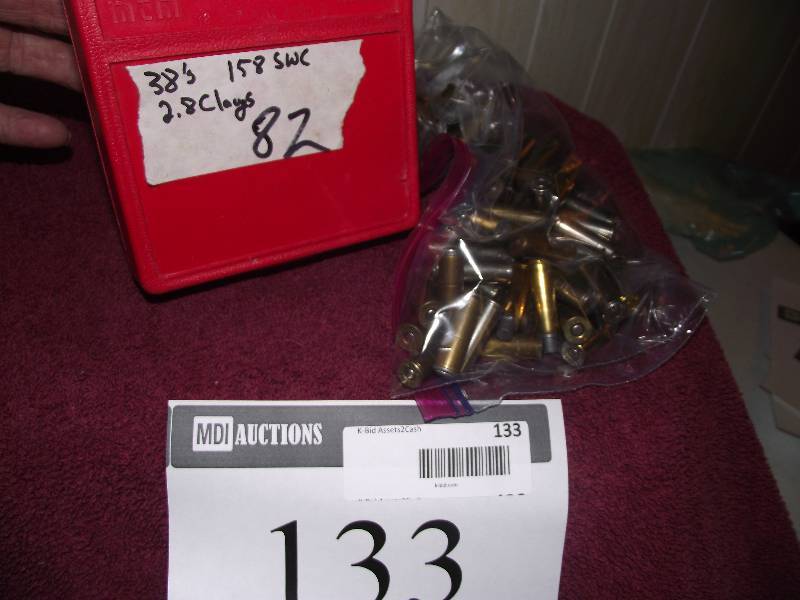 mtm
38's 158 SWC
2.8 Clays
82
MDI AUCTIONS
K-Bid Assets2Cash 133
133